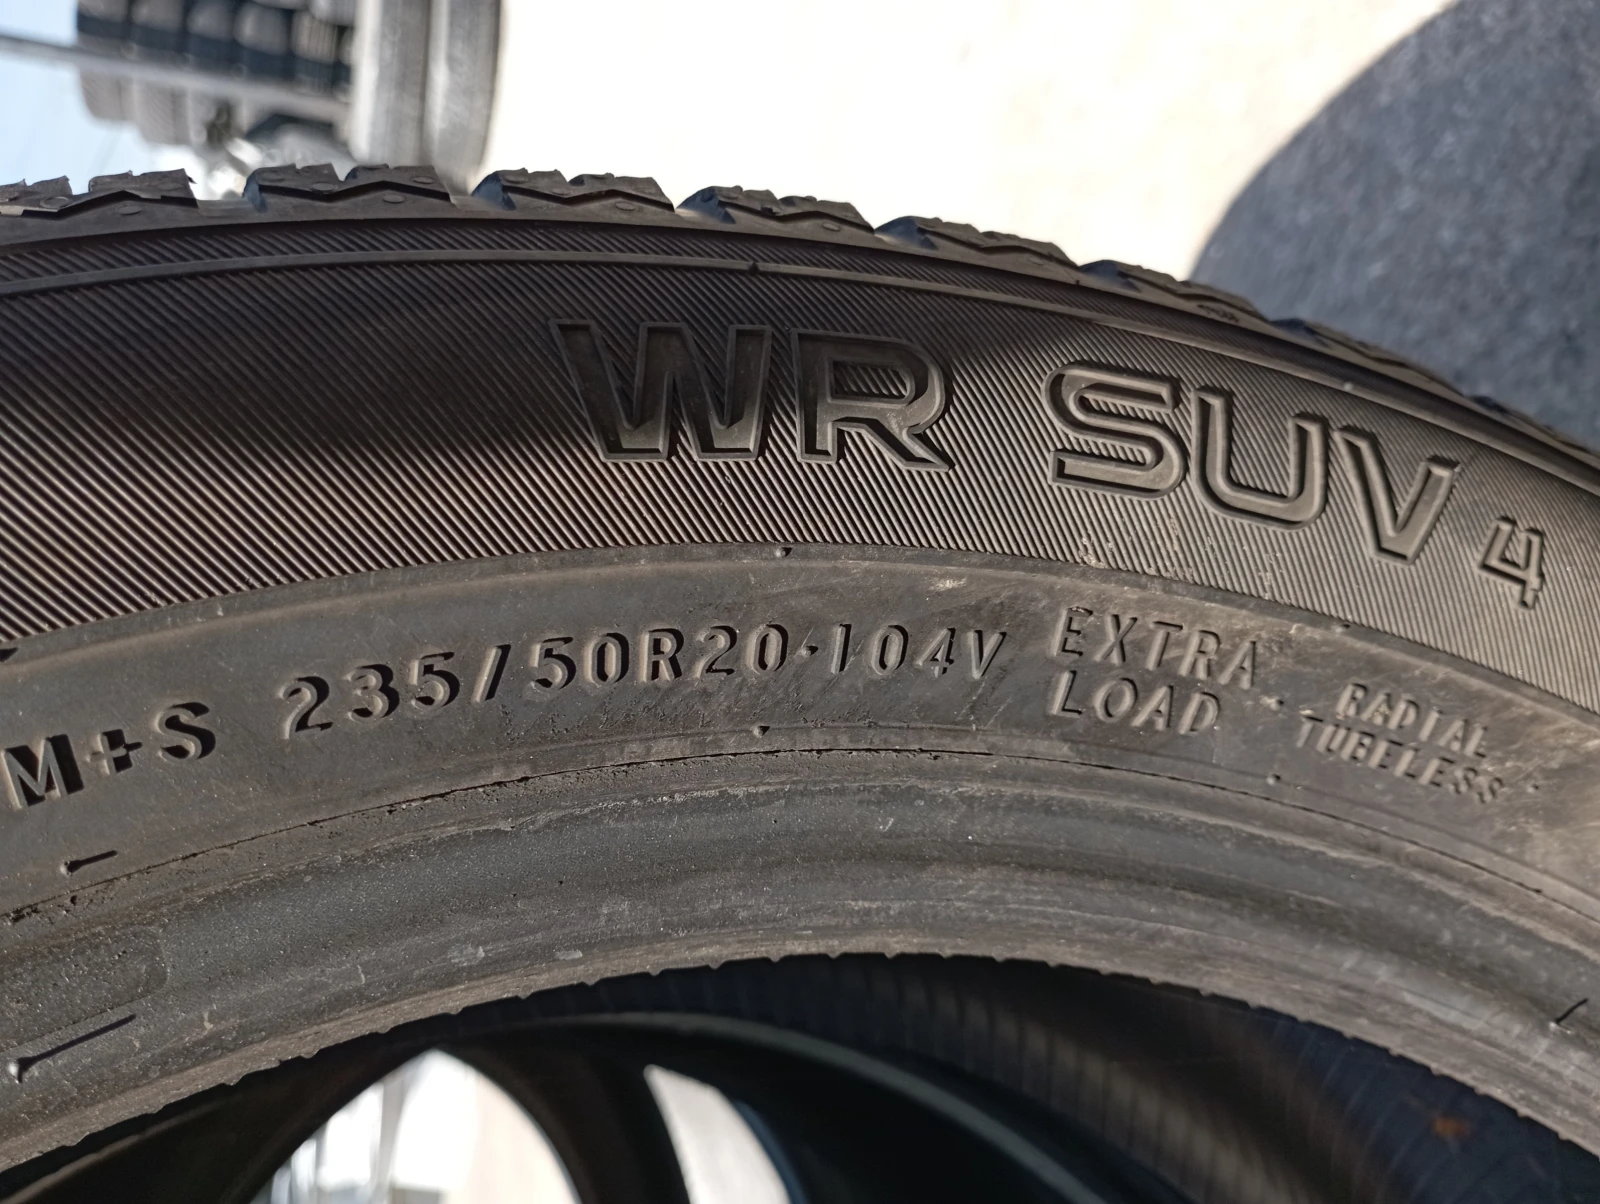 WR SUV 4
M+S 235/50R20·104V EXTRA LOAD
RADIAL TUBELESS